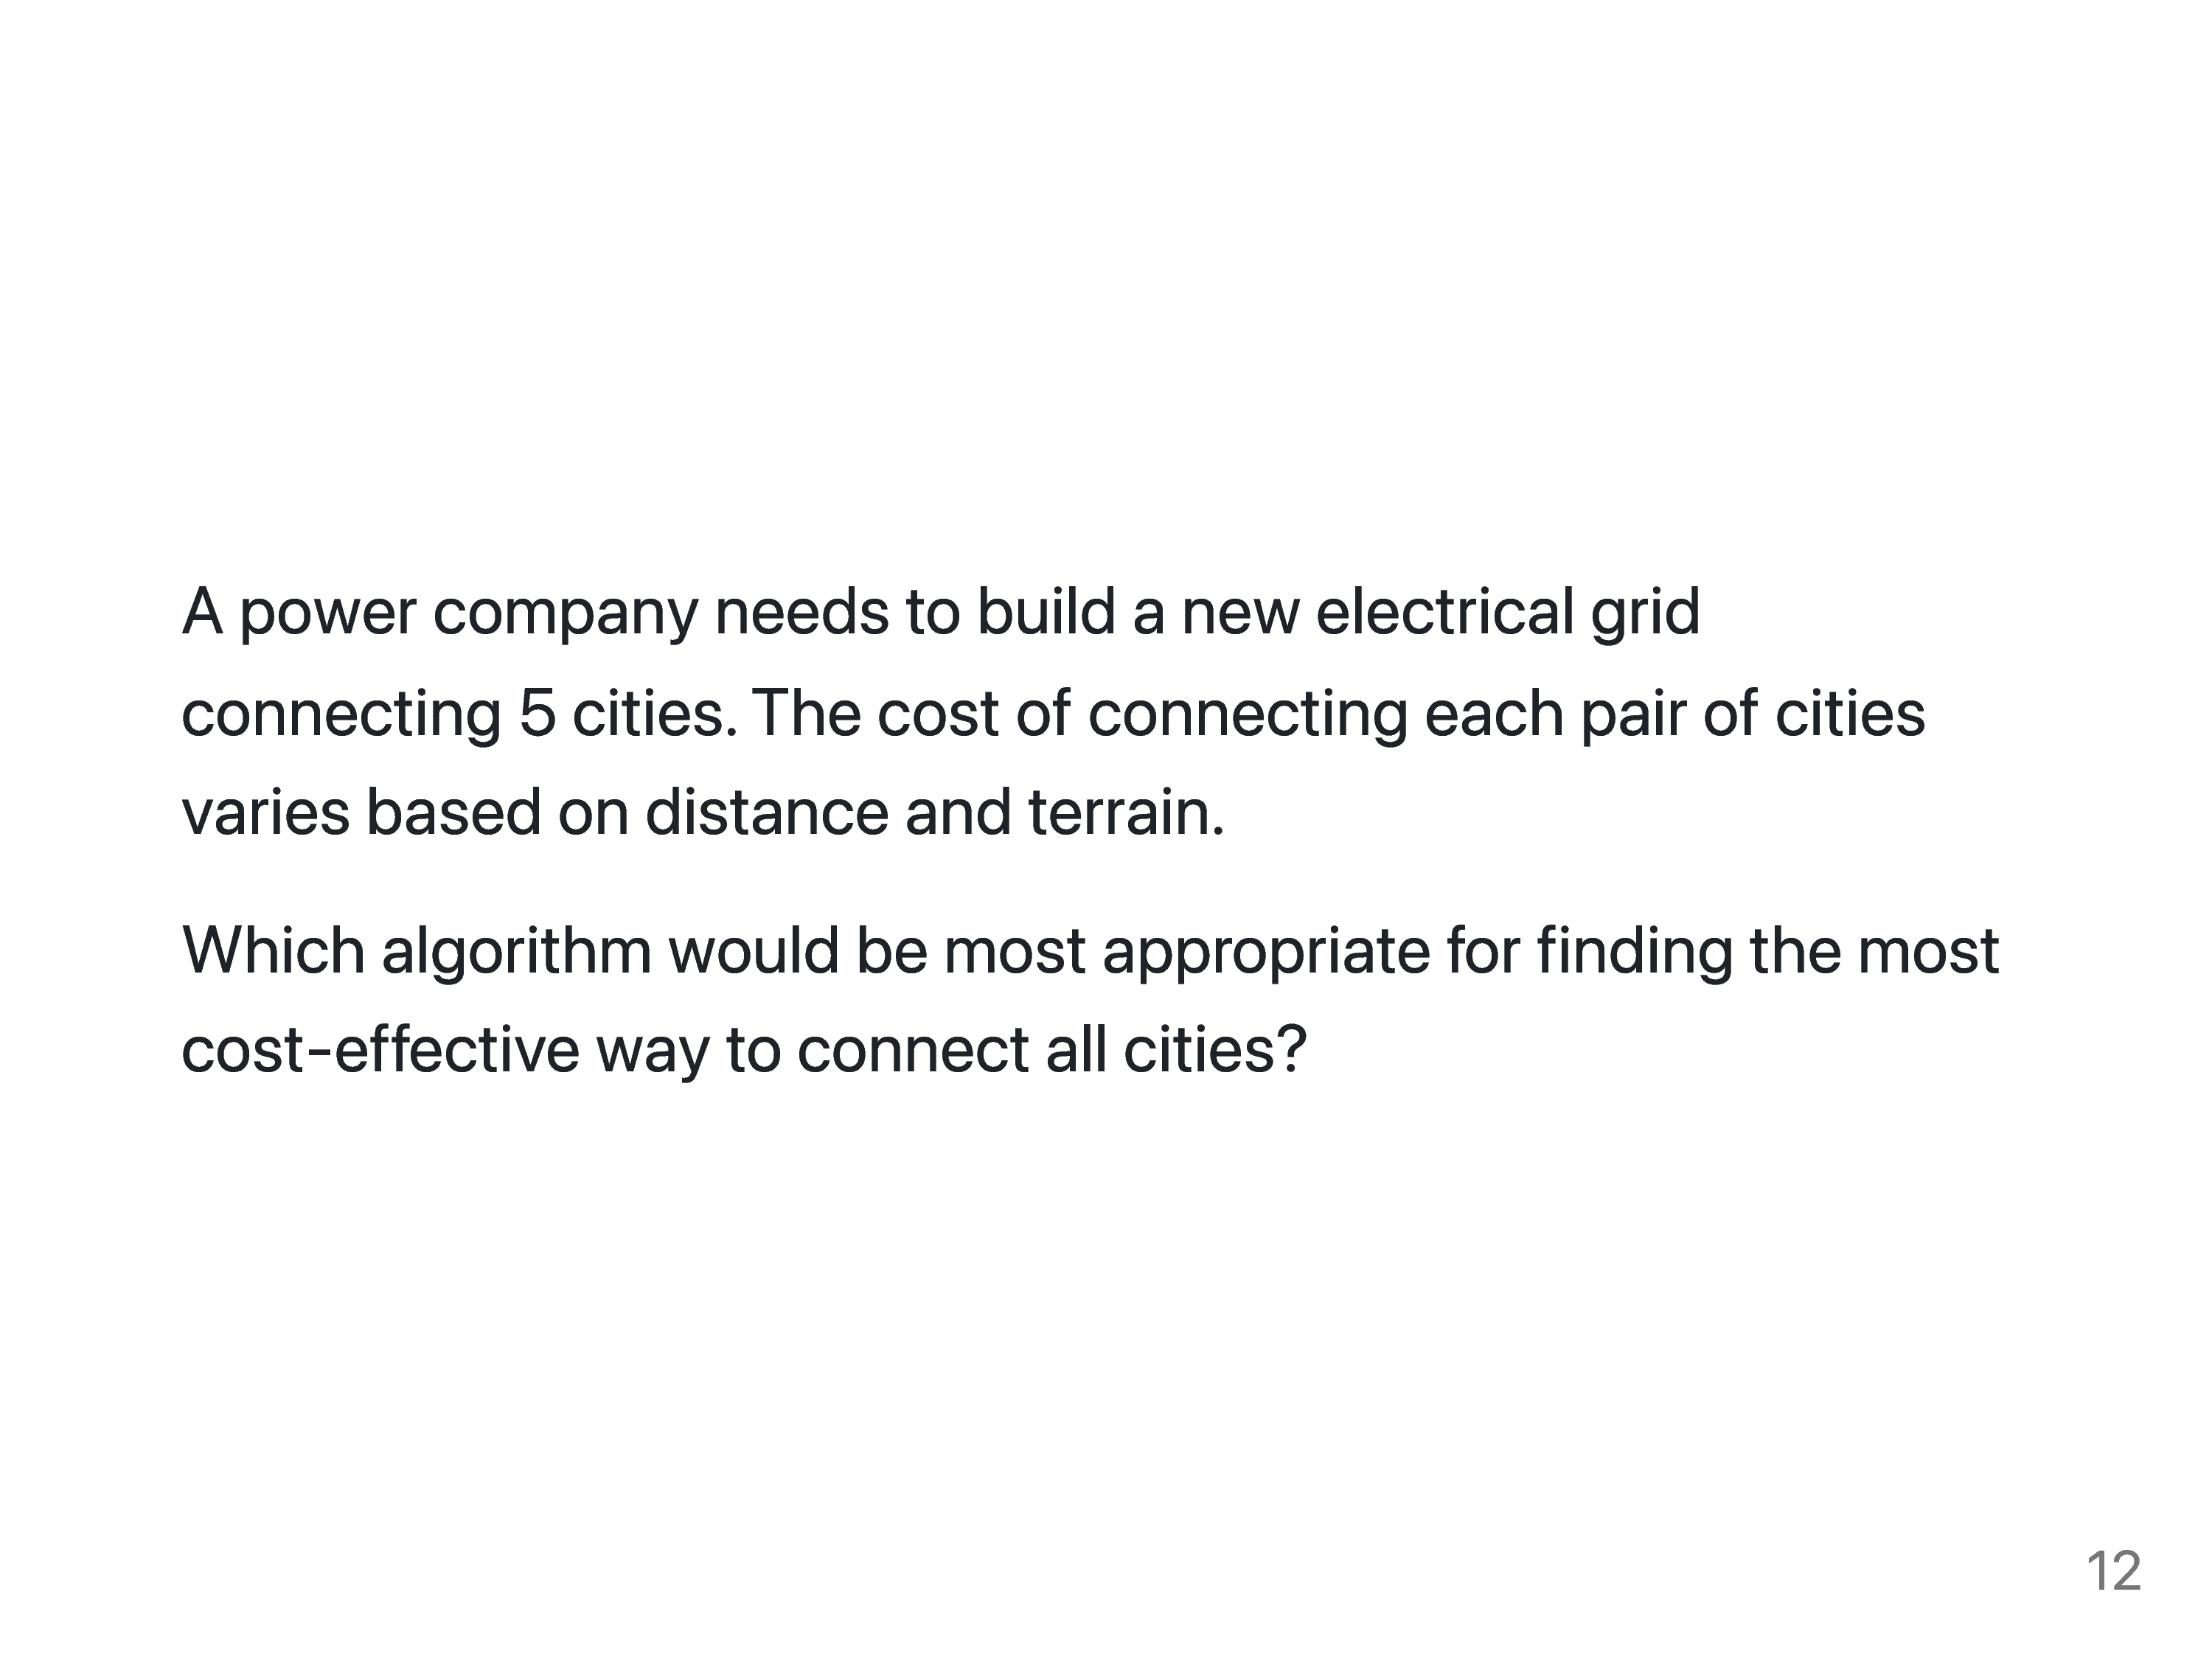 A power company needs to build a new electrical grid
connecting 5 cities. The cost of connecting each pair of cities
varies based on distance and terrain.
Which algorithm would be most appropriate for finding the most
cost-effective way to connect all cities?
12